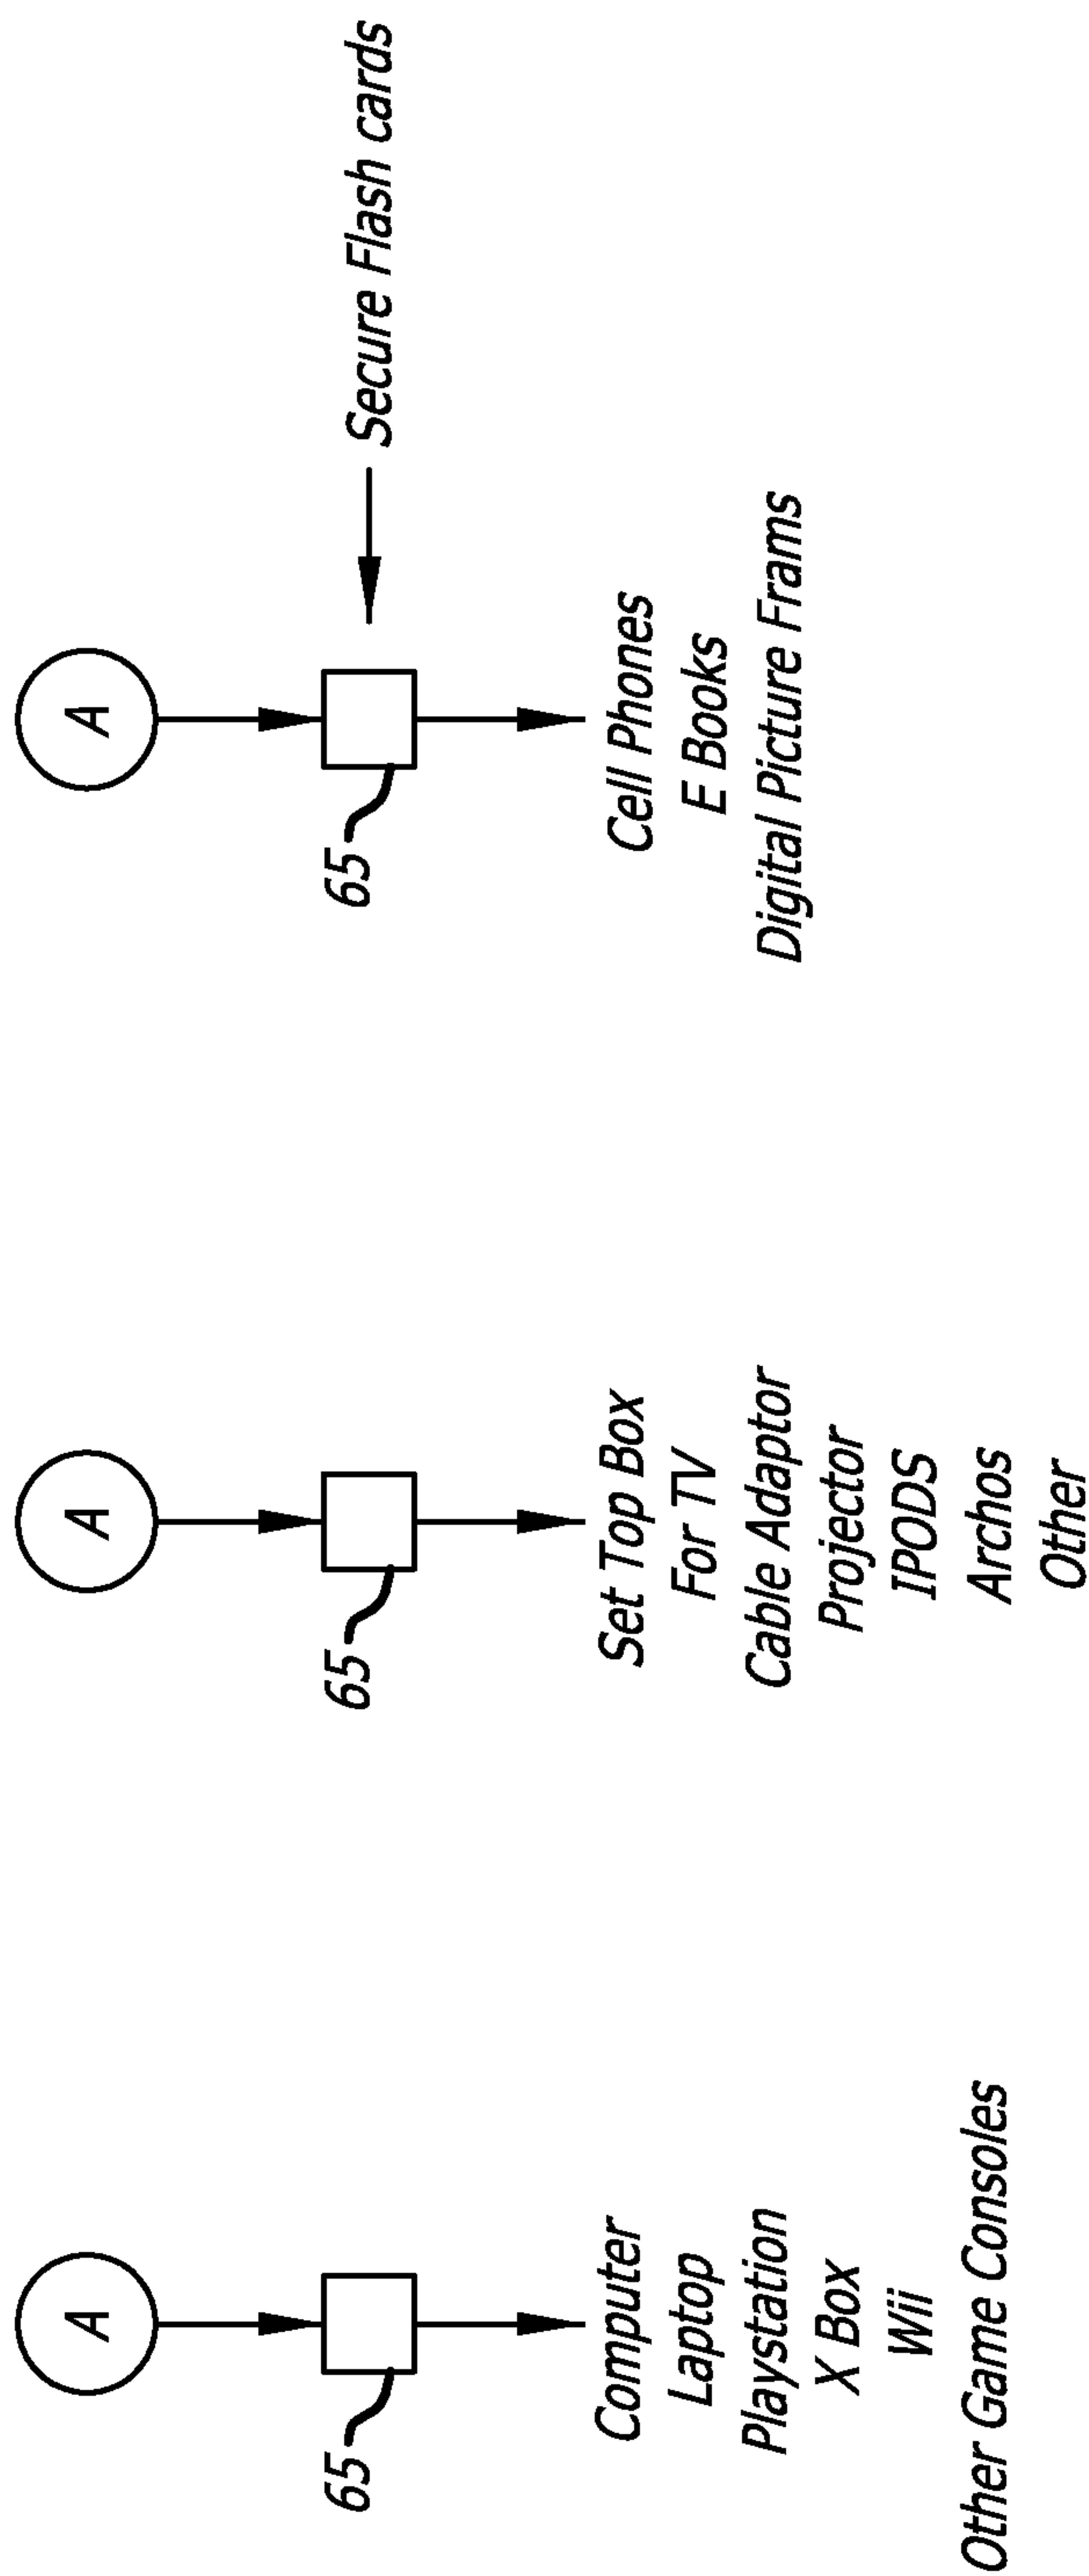 A
65
Computer
Laptop
Playstation
X Box
Wii
Other Game Consoles
A
65
Set Top Box
For TV
Cable Adaptor
Projector
IPODS
Archos
Other
A
65
Secure Flash cards
Cell Phones
E Books
Digital Picture Frams